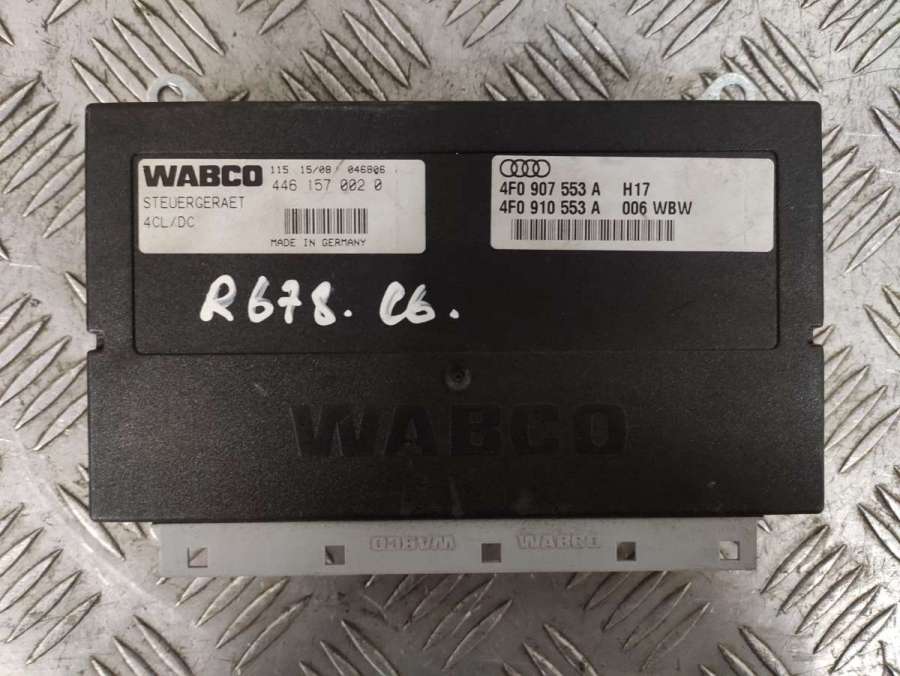 WABCO 115 15/08 046806
446 157 002 0
STEUERGERAET
4CL/DC
MADE IN GERMANY
4F0 907 553 A H17
4F0 910 553 A 006 WBW
R678. C6.
WABCO
WABCO WABCO